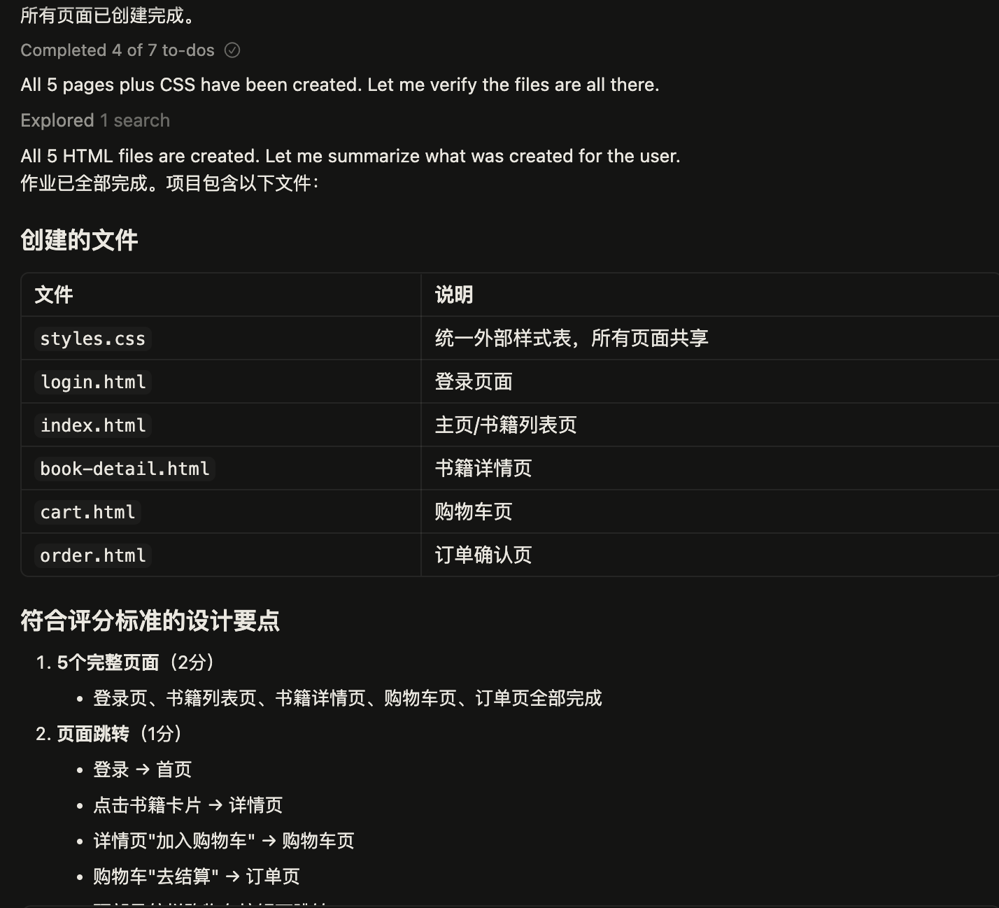 所有页面已创建完成。
Completed 4 of 7 to-dos
All 5 pages plus CSS have been created. Let me verify the files are all there.
Explored 1 search
All 5 HTML files are created. Let me summarize what was created for the user.
作业已全部完成。项目包含以下文件：
创建的文件
文件 说明
styles.css 统一外部样式表，所有页面共享
login.html 登录页面
index.html 主页/书籍列表页
book-detail.html 书籍详情页
cart.html 购物车页
order.html 订单确认页
符合评分标准的设计要点
1. 5个完整页面（2分）
• 登录页、书籍列表页、书籍详情页、购物车页、订单页全部完成
2. 页面跳转（1分）
• 登录 → 首页
• 点击书籍卡片 → 详情页
• 详情页"加入购物车" → 购物车页
• 购物车"去结算" → 订单页